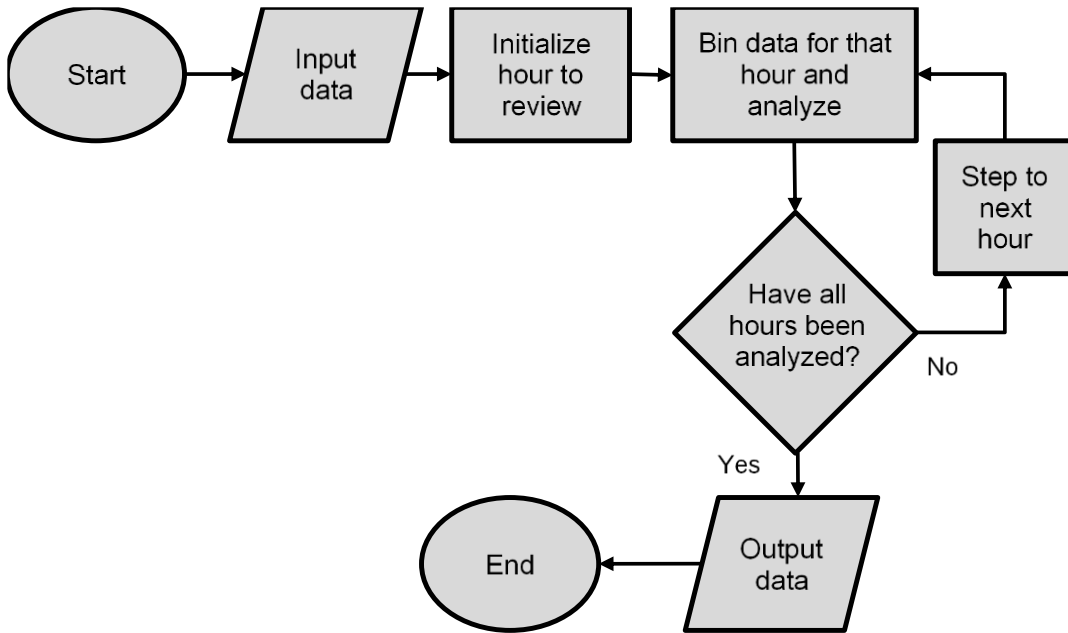 Start
Input
data
Initialize
hour to
review
Bin data for that
hour and
analyze
Step to
next
hour
Have all
hours been
analyzed?
No
Yes
Output
data
End